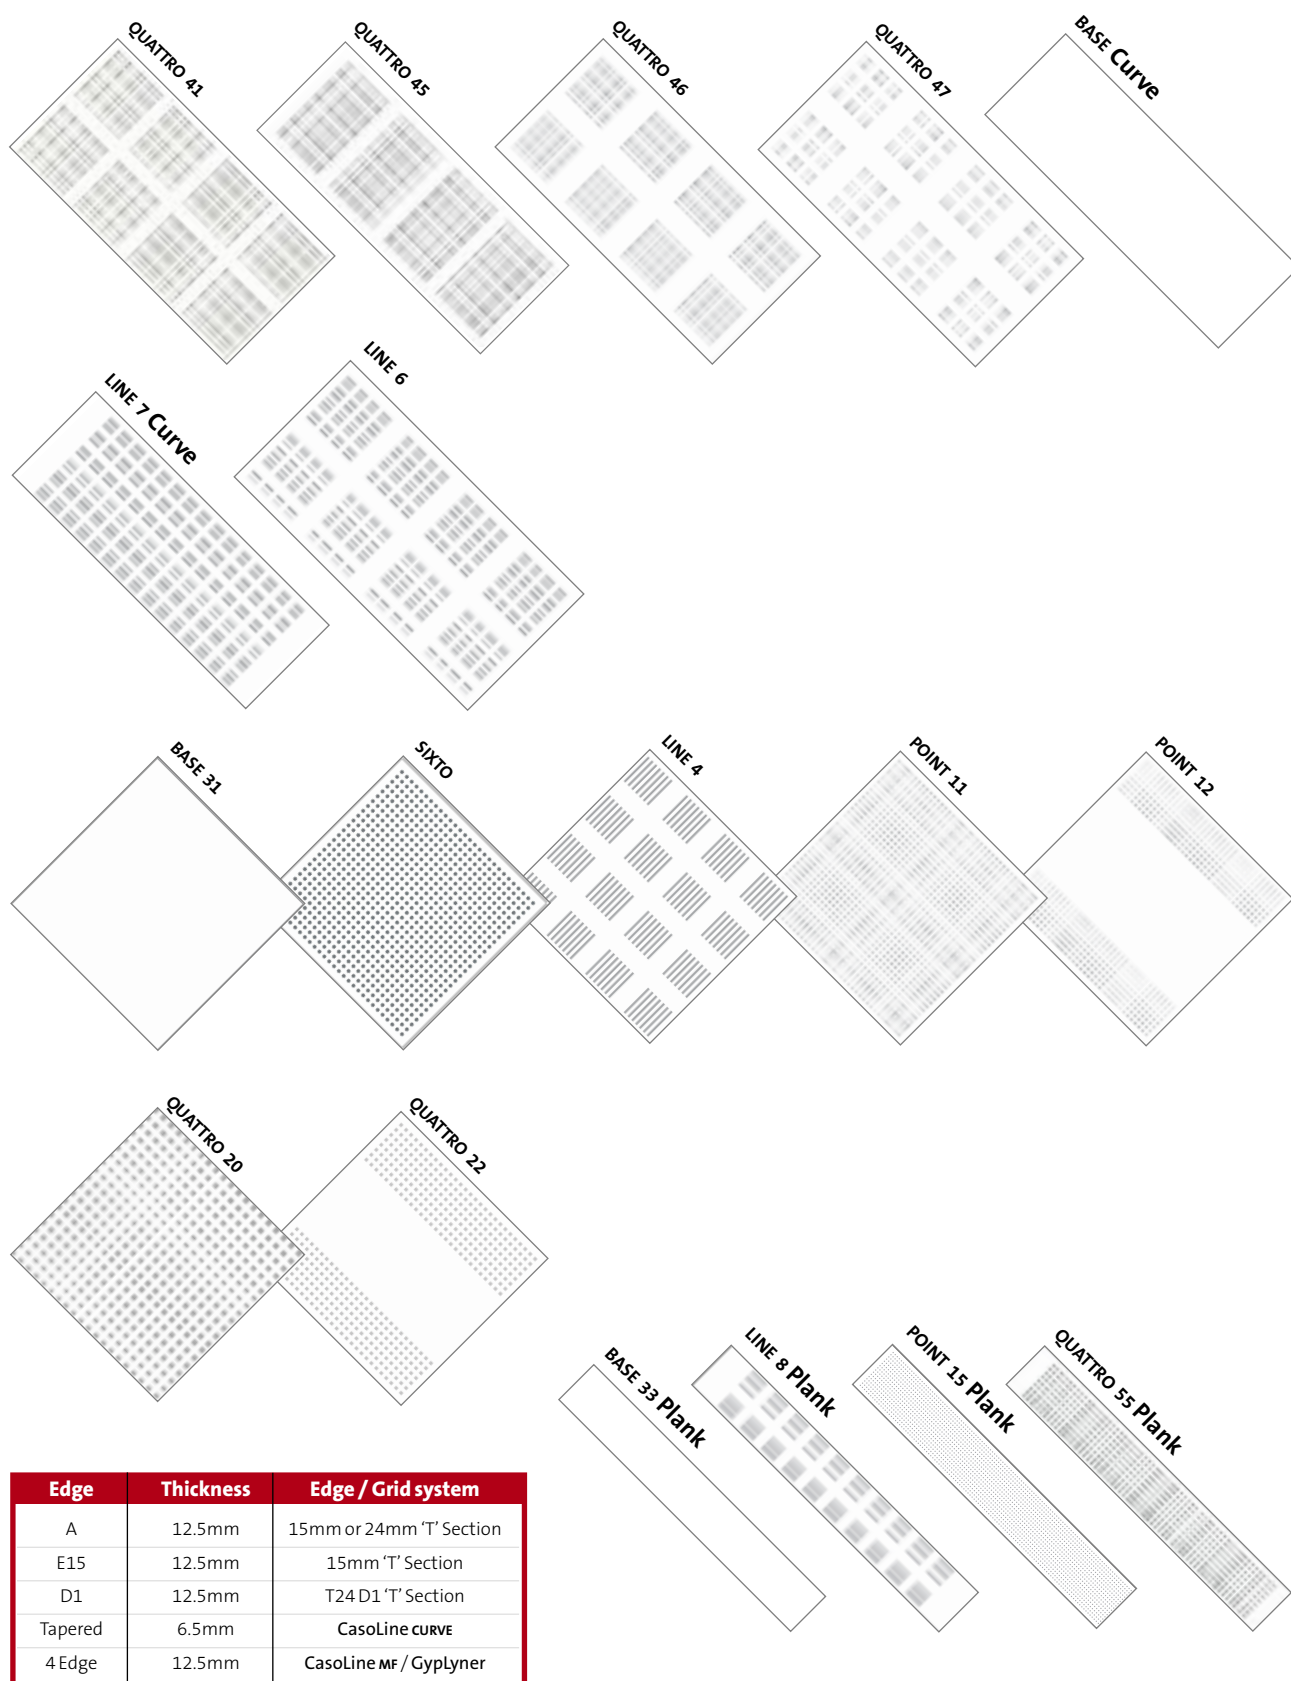 QUATTRO 41
QUATTRO 45
QUATTRO 46
QUATTRO 47
BASE Curve
LINE 7 Curve
LINE 6
BASE 31
SIXTO
LINE 4
POINT 11
POINT 12
QUATTRO 20
QUATTRO 22
BASE 33 Plank
LINE 8 Plank
POINT 15 Plank
QUATTRO 55 Plank
Edge Thickness Edge / Grid system
A 12.5mm 15mm or 24mm ‘T’ Section
E15 12.5mm 15mm ‘T’ Section
D1 12.5mm T24 D1 ‘T’ Section
Tapered 6.5mm CasoLine CURVE
4 Edge 12.5mm CasoLine MF / GypLyner